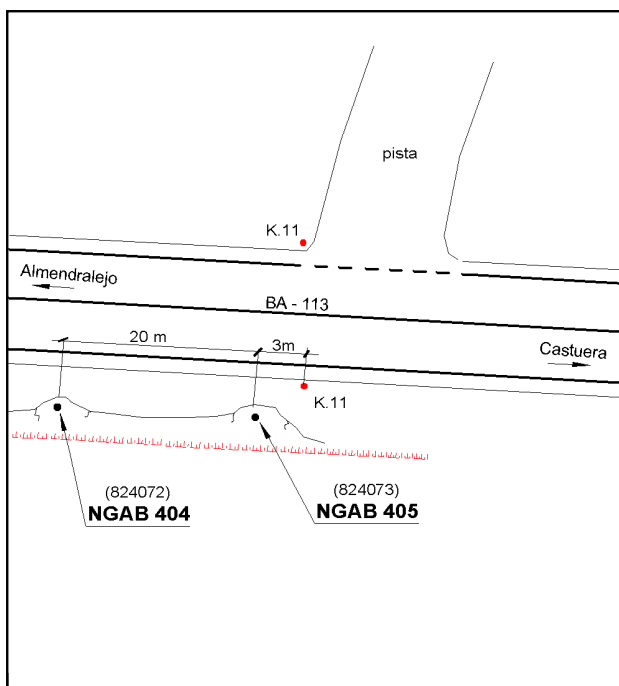 pista
K.11
Almendralejo
BA - 113
20 m
3m
Castuera
K.11
(824072)
NGAB 404
(824073)
NGAB 405